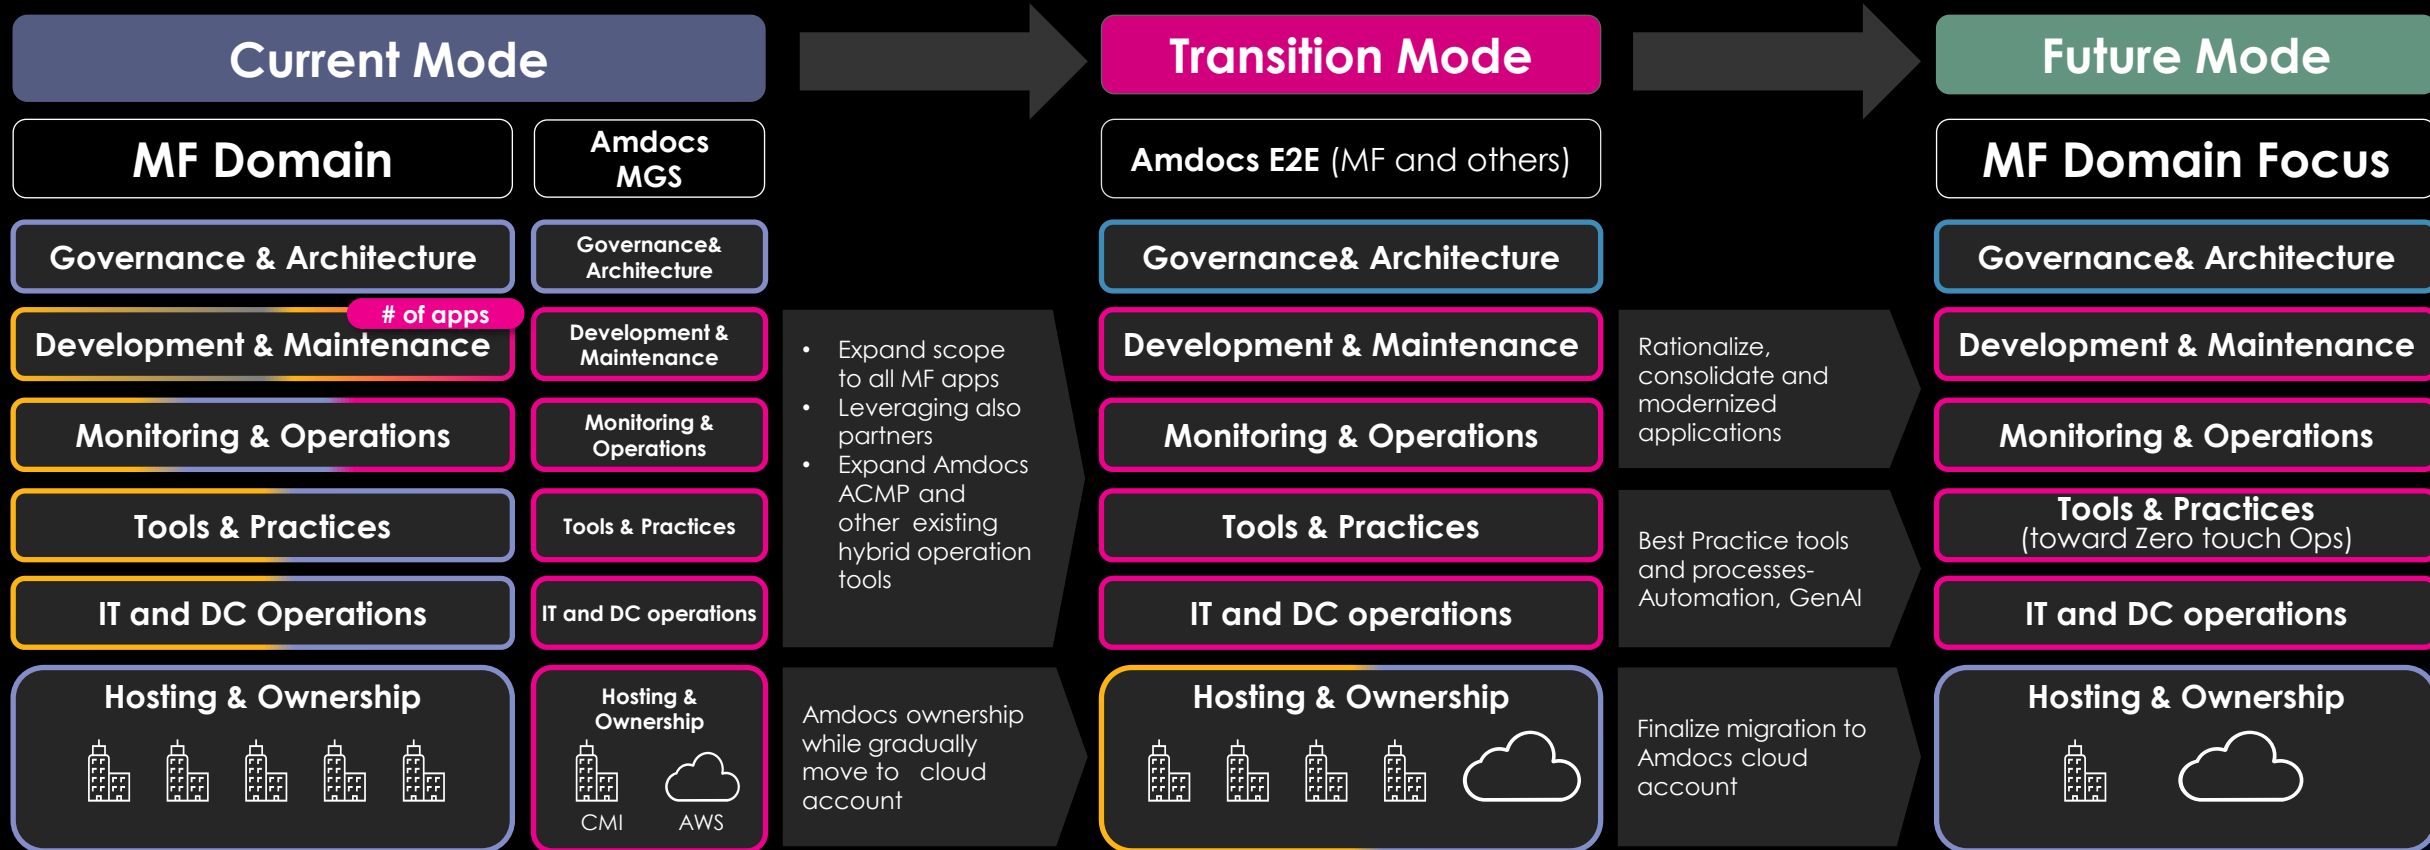 Current Mode
Transition Mode
Future Mode
MF Domain
Amdocs
MGS
Amdocs E2E (MF and others)
MF Domain Focus
Governance & Architecture
Governance&
Architecture
Governance& Architecture
Governance& Architecture
# of apps
Development & Maintenance
Development &
Maintenance
Development & Maintenance
Development & Maintenance
Monitoring & Operations
Monitoring &
Operations
Monitoring & Operations
Monitoring & Operations
Tools & Practices
Tools & Practices
Tools & Practices
Tools & Practices
(toward Zero touch Ops)
IT and DC Operations
IT and DC operations
IT and DC operations
IT and DC operations
• Expand scope
to all MF apps
• Leveraging also
partners
• Expand Amdocs
ACMP and
other existing
hybrid operation
tools
Rationalize,
consolidate and
modernized
applications
Best Practice tools
and processes-
Automation, GenAI
Hosting & Ownership
Hosting &
Ownership
CMI
AWS
Amdocs ownership
while gradually
move to cloud
account
Hosting & Ownership
Finalize migration to
Amdocs cloud
account
Hosting & Ownership